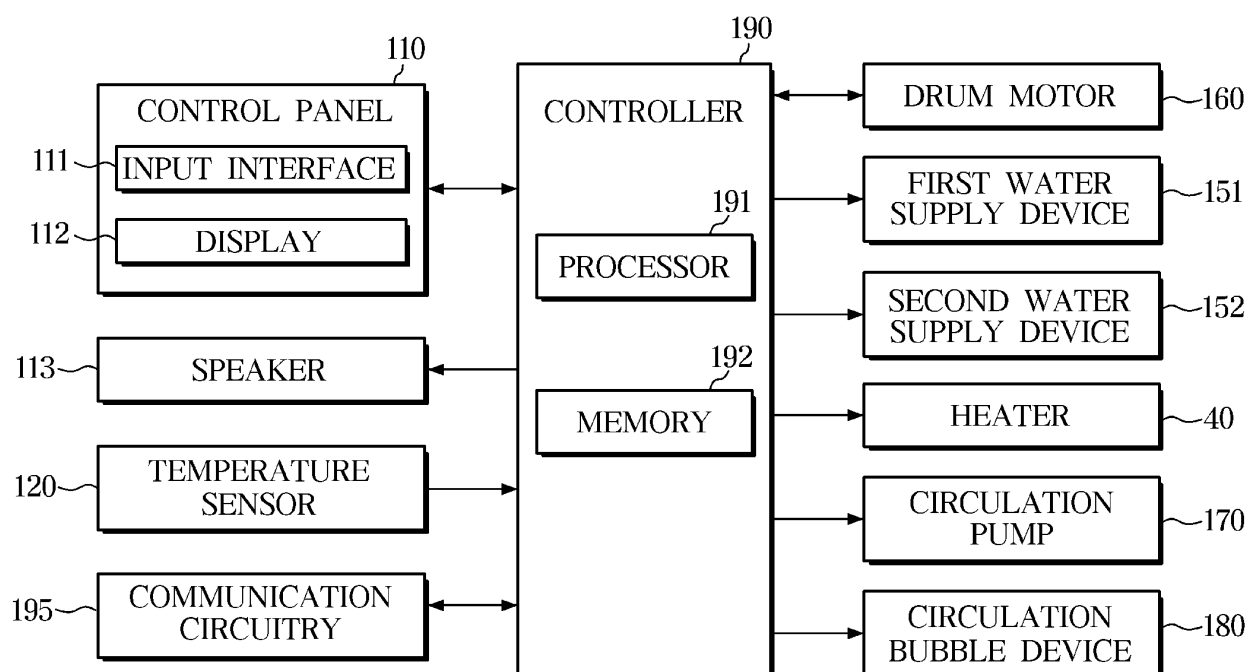 110
CONTROL PANEL
111
INPUT INTERFACE
112
DISPLAY
113
SPEAKER
120
TEMPERATURE
SENSOR
195
COMMUNICATION
CIRCUITRY
190
CONTROLLER
191
PROCESSOR
192
MEMORY
DRUM MOTOR
160
FIRST WATER
SUPPLY DEVICE
151
SECOND WATER
SUPPLY DEVICE
152
HEATER
40
CIRCULATION
PUMP
170
CIRCULATION
BUBBLE DEVICE
180